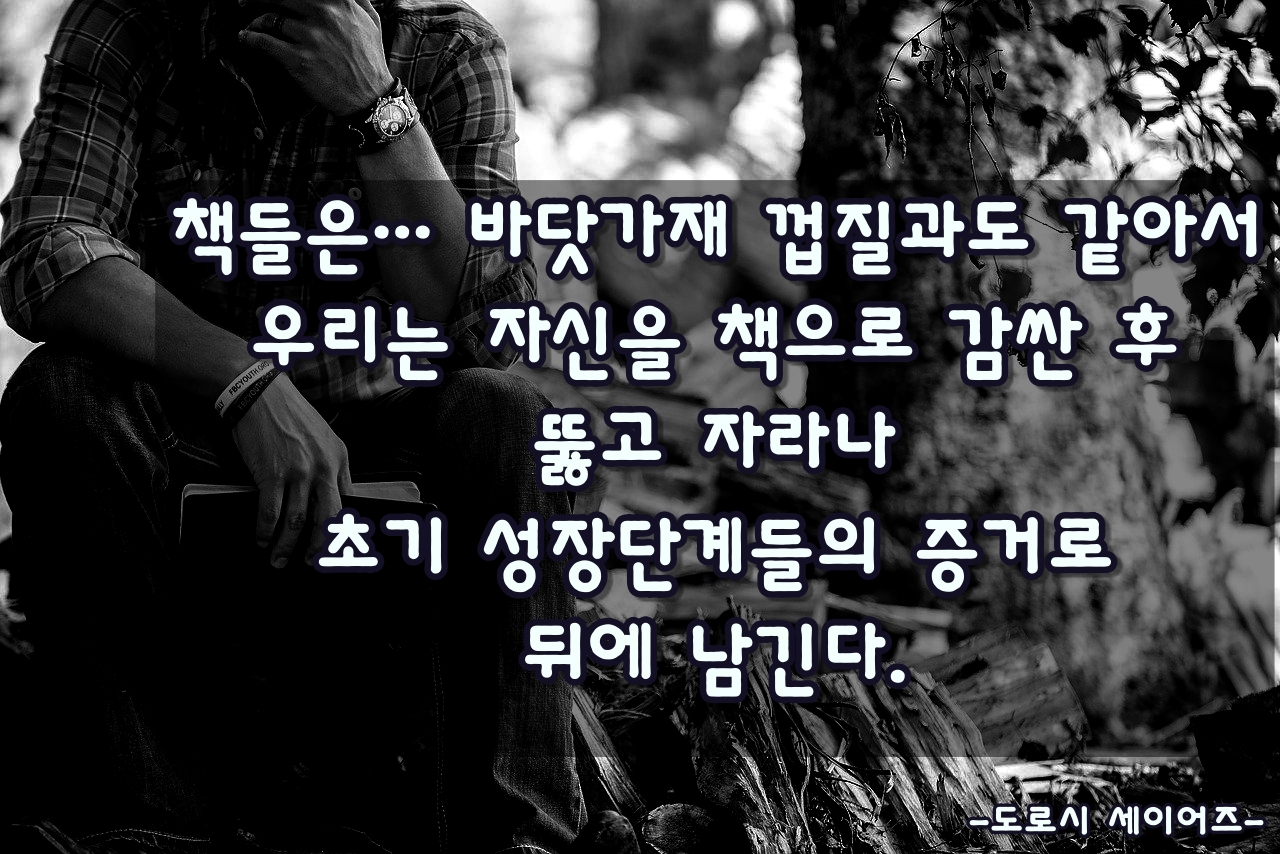 책들은… 바닷가재 껍질과도 같아서
우리는 자신을 책으로 감싼 후
뚫고 자라나
초기 성장단계들의 증거로
뒤에 남긴다.
FBCYOUTH.ORG
-도로시 세이어즈-